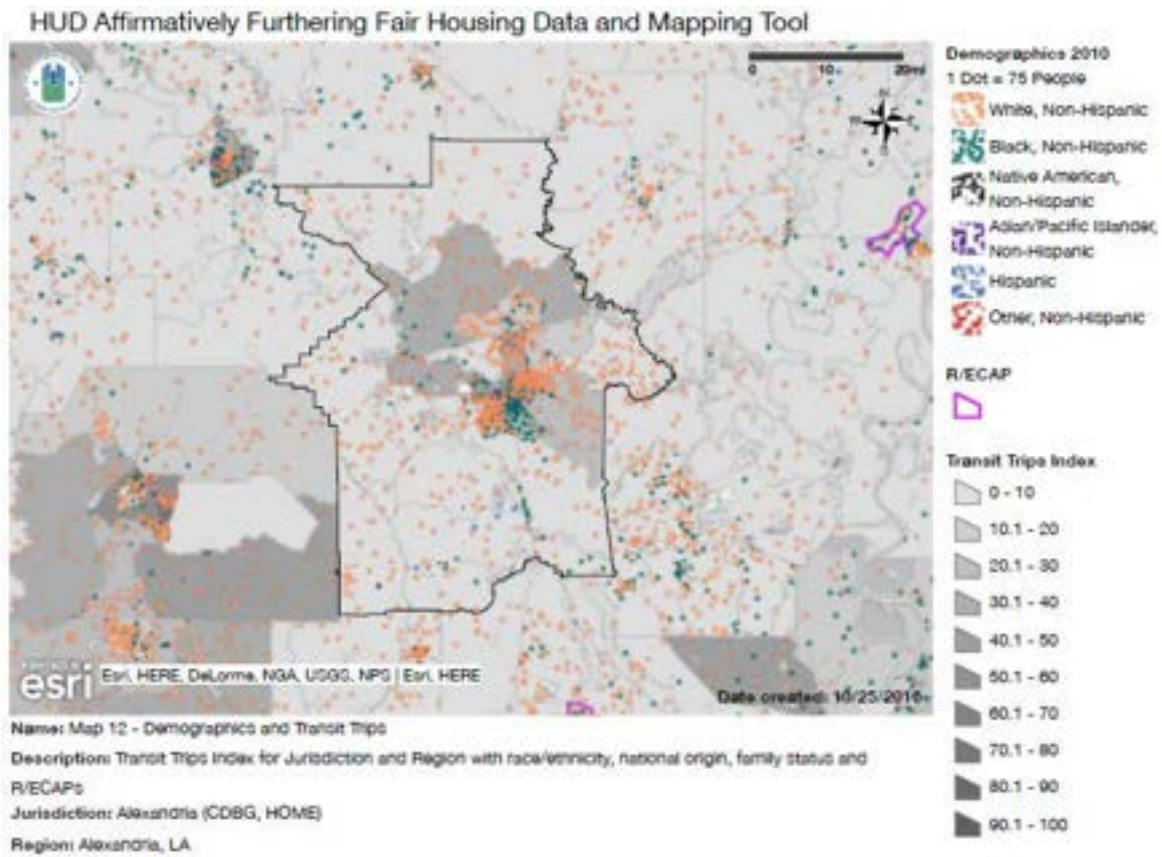 HUD Affirmatively Furthering Fair Housing Data and Mapping Tool
0 10 20mi
N
S
Demographics 2010
1 Dot = 75 People
White, Non-Hispanic
Black, Non-Hispanic
Native American,
Non-Hispanic
Asian/Pacific Islander,
Non-Hispanic
Hispanic
Other, Non-Hispanic
R/ECAP
Transit Trips Index
0 - 10
10.1 - 20
20.1 - 30
30.1 - 40
40.1 - 50
50.1 - 60
60.1 - 70
70.1 - 80
80.1 - 90
90.1 - 100
esri Esri, HERE, DeLorme, NGA, USGS, NPS | Esri, HERE
Date created: 10/25/2016
Name: Map 12 - Demographics and Transit Trips
Description: Transit Trips Index for Jurisdiction and Region with race/ethnicity, national origin, family status and
R/ECAPs
Jurisdiction: Alexandria (CDBG, HOME)
Region: Alexandria, LA